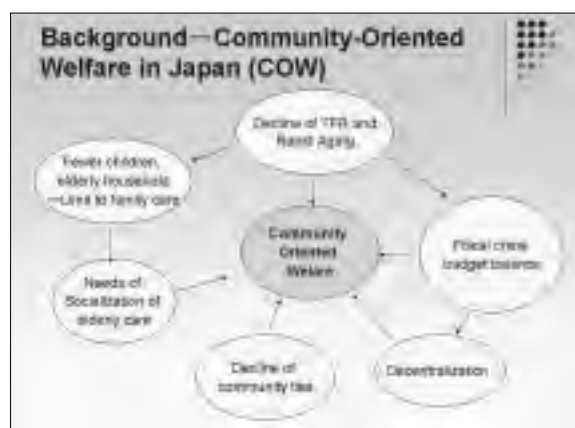 Background—Community-Oriented
Welfare in Japan (COW)
Decline of TFR and
Rapid Aging
Fewer children,
elderly household
—Limit to family care
Community
Oriented
Welfare
Fiscal crisis
budget balance
Needs of
Socialization of
elderly care
Decline of
community ties
Decentralization